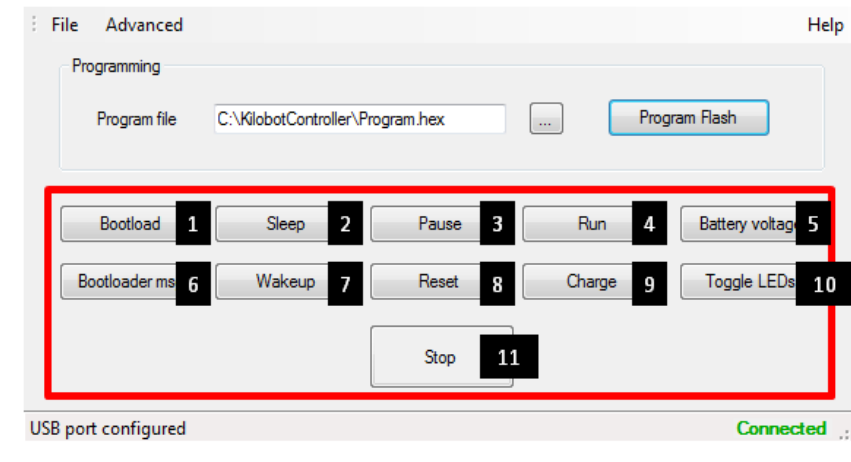 File Advanced Help
Programming
Program file C:\KilobotController\Program.hex ... Program Flash
Bootload 1 Sleep 2 Pause 3 Run 4 Battery voltage 5
Bootloader ms 6 Wakeup 7 Reset 8 Charge 9 Toggle LEDs 10
Stop 11
USB port configured Connected